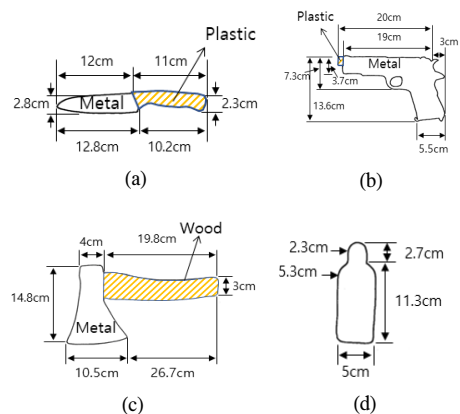 Plastic
12cm
11cm
2.8cm
Metal
2.3cm
12.8cm
10.2cm
(a)
Plastic
20cm
19cm
3cm
Metal
7.3cm
3.7cm
13.6cm
5.5cm
(b)
Wood
4cm
19.8cm
14.8cm
3cm
Metal
10.5cm
26.7cm
(c)
2.3cm
2.7cm
5.3cm
11.3cm
5cm
(d)